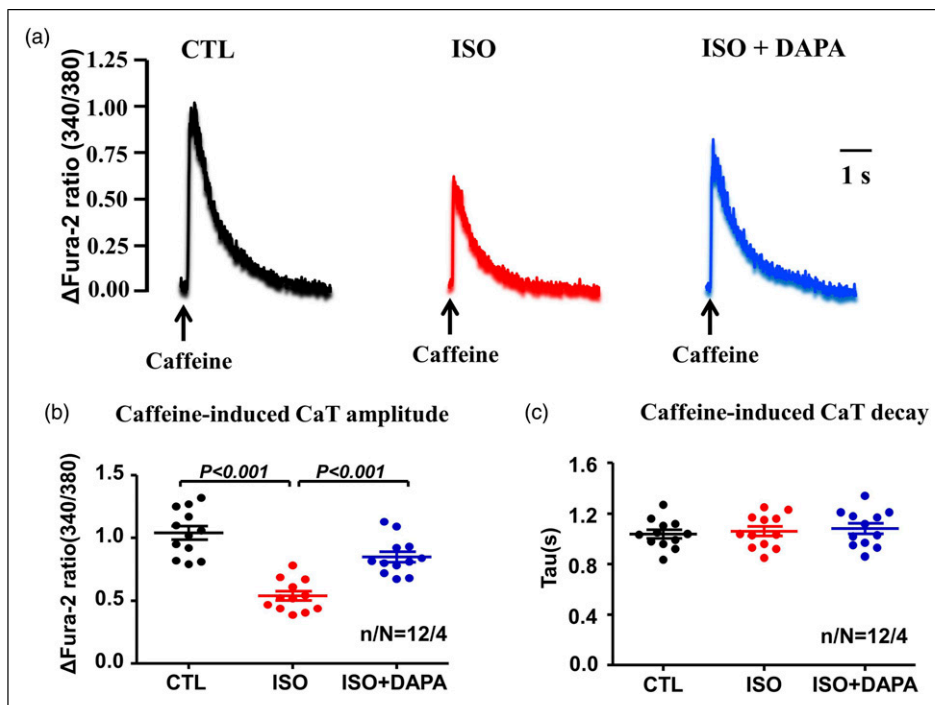 (a)
CTL
ISO
ISO + DAPA
ΔFura-2 ratio (340/380)
1.25
1.00
0.75
0.50
0.25
0.00
1 s
Caffeine
Caffeine
Caffeine
(b)
Caffeine-induced CaT amplitude
P<0.001
P<0.001
ΔFura-2 ratio(340/380)
1.5
1.0
0.5
0.0
n/N=12/4
CTL
ISO
ISO+DAPA
(c)
Caffeine-induced CaT decay
Tau(s)
1.8
1.2
0.6
0.0
n/N=12/4
CTL
ISO
ISO+DAPA